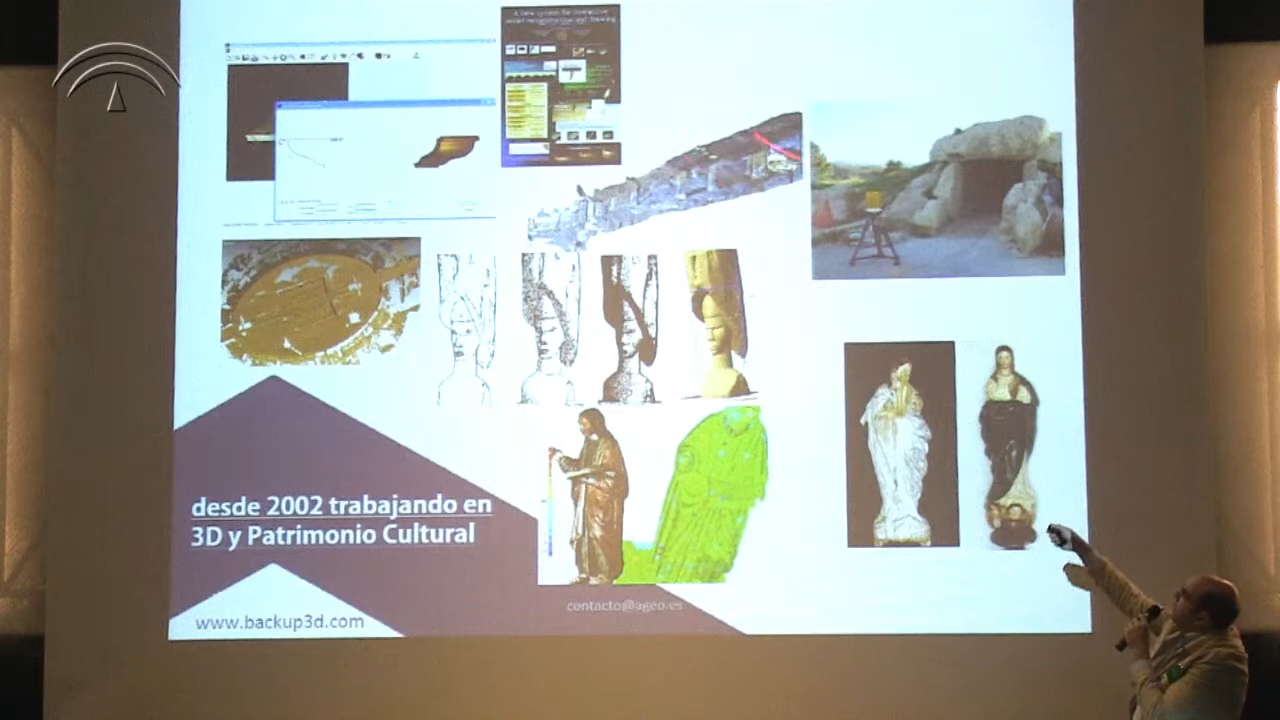 desde 2002 trabajando en
3D y Patrimonio Cultural
www.backup3d.com
contacto@ageo.es